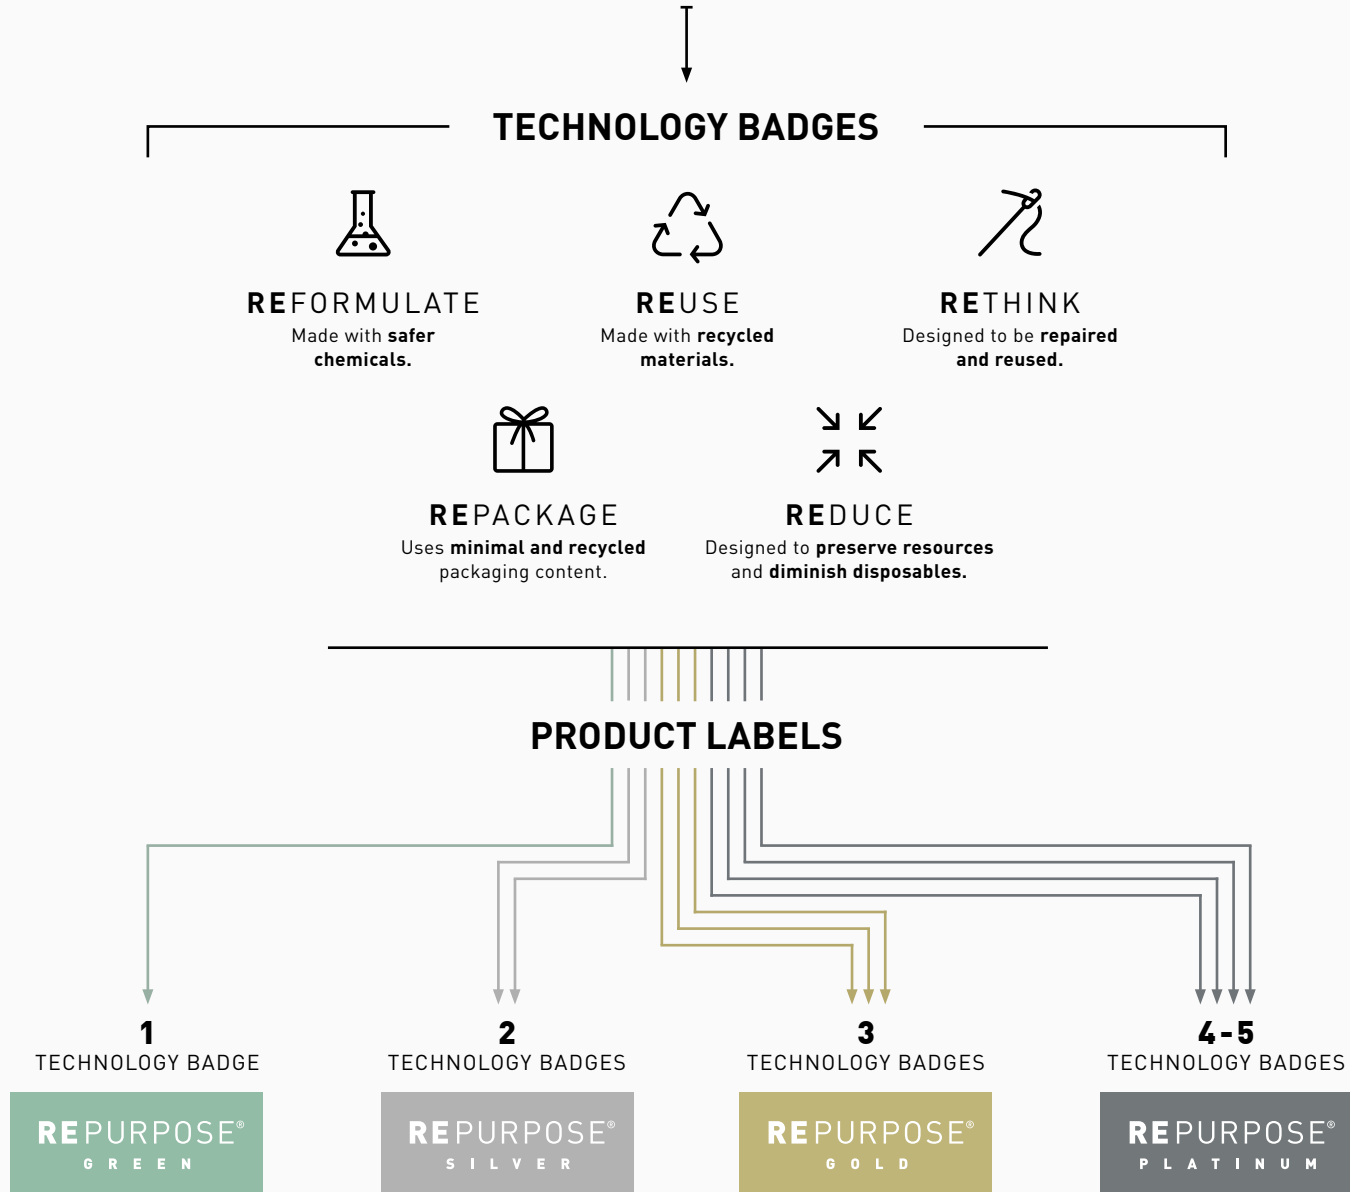 TECHNOLOGY BADGES
REFORMULATE
Made with safer
chemicals.
REUSE
Made with recycled
materials.
RETHINK
Designed to be repaired
and reused.
REPACKAGE
Uses minimal and recycled
packaging content.
REDUCE
Designed to preserve resources
and diminish disposables.
PRODUCT LABELS
1
TECHNOLOGY BADGE
REPURPOSE®
GREEN
2
TECHNOLOGY BADGES
REPURPOSE®
SILVER
3
TECHNOLOGY BADGES
REPURPOSE®
GOLD
4-5
TECHNOLOGY BADGES
REPURPOSE®
PLATINUM